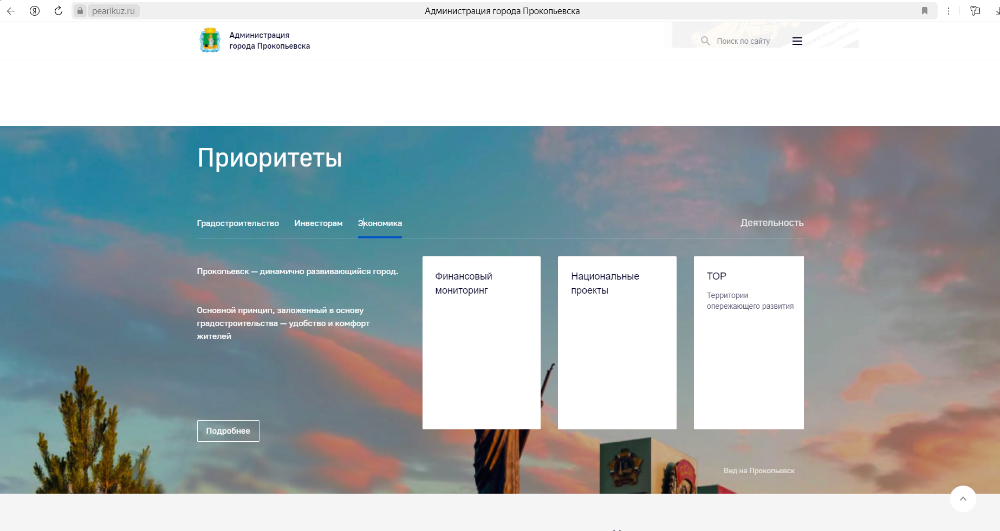 pearlkuz.ru
Администрация города Прокопьевска
Администрация
города Прокопьевска
Поиск по сайту
Приоритеты
Градостроительство Инвесторам Экономика
Деятельность
Прокопьевск — динамично развивающийся город.
Основной принцип, заложенный в основу
градостроительства — удобство и комфорт
жителей
Подробнее
Финансовый
мониторинг
Национальные
проекты
ТОР
Территории
опережающего развития
Вид на Прокопьевск